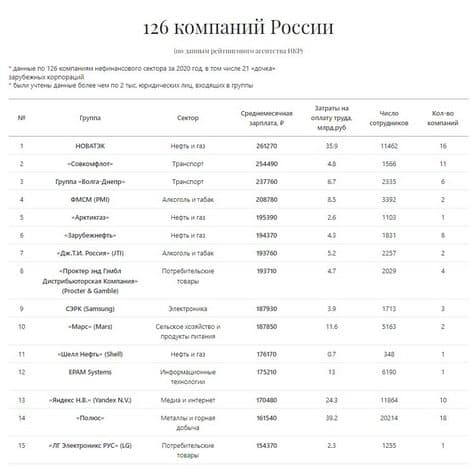 126 компаний России
(по данным рейтингового агентства НКР)
* данные по 126 компаниям нефинансового сектора за 2020 год, в том числе 21 «дочка»
зарубежных корпораций
* были учтены данные более чем по 2 тыс. юридических лиц, входящих в группы
№ Группа Сектор Среднемесячная зарплата, ₽ Затраты на оплату труда, млрд.руб Число сотрудников Кол-во компаний
1 НОВАТЭК Нефть и газ 261270 35.9 11462 16
2 «Совкомфлот» Транспорт 254490 4.8 1566 11
3 Группа «Волга-Днепр» Транспорт 237760 6.7 2335 6
4 ФМСМ (PMI) Алкоголь и табак 208780 8.5 3392 2
5 «Арктикгаз» Нефть и газ 195390 2.6 1103 1
6 «Зарубежнефть» Нефть и газ 194370 4.3 1831 8
7 «Дж.Т.И. Россия» (JTI) Алкоголь и табак 193760 5.2 2257 2
8 «Проктер энд Гэмбл Дистрибьюторская Компания» (Procter & Gamble) Потребительские товары 193710 4.7 2029 4
9 СЭРК (Samsung) Электроника 187930 3.9 1713 3
10 «Марс» (Mars) Сельское хозяйство и продукты питания 187850 11.6 5163 2
11 «Шелл Нефть» (Shell) Нефть и газ 176170 0.7 348 1
12 EPAM Systems Информационные технологии 175210 13 6190 1
13 «Яндекс Н.В.» (Yandex N.V.) Медиа и интернет 170480 24.3 11864 10
14 «Полюс» Металлы и горная добыча 161540 39.2 20214 18
15 «ЛГ Электроникс РУС» (LG) Потребительские товары 154370 2.3 1255 1